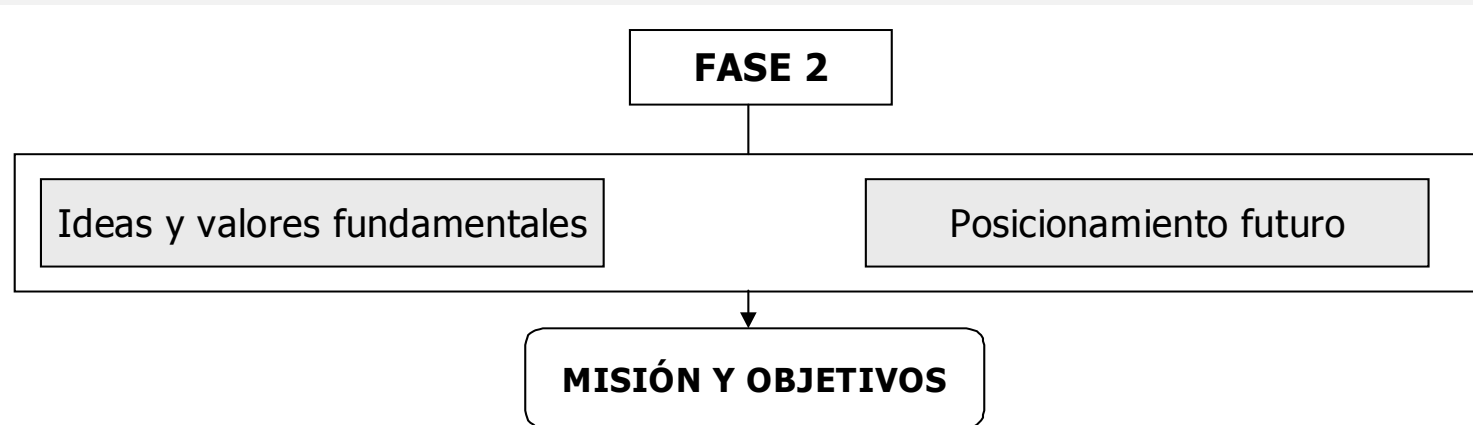 FASE 2
Ideas y valores fundamentales
Posicionamiento futuro
MISIÓN Y OBJETIVOS